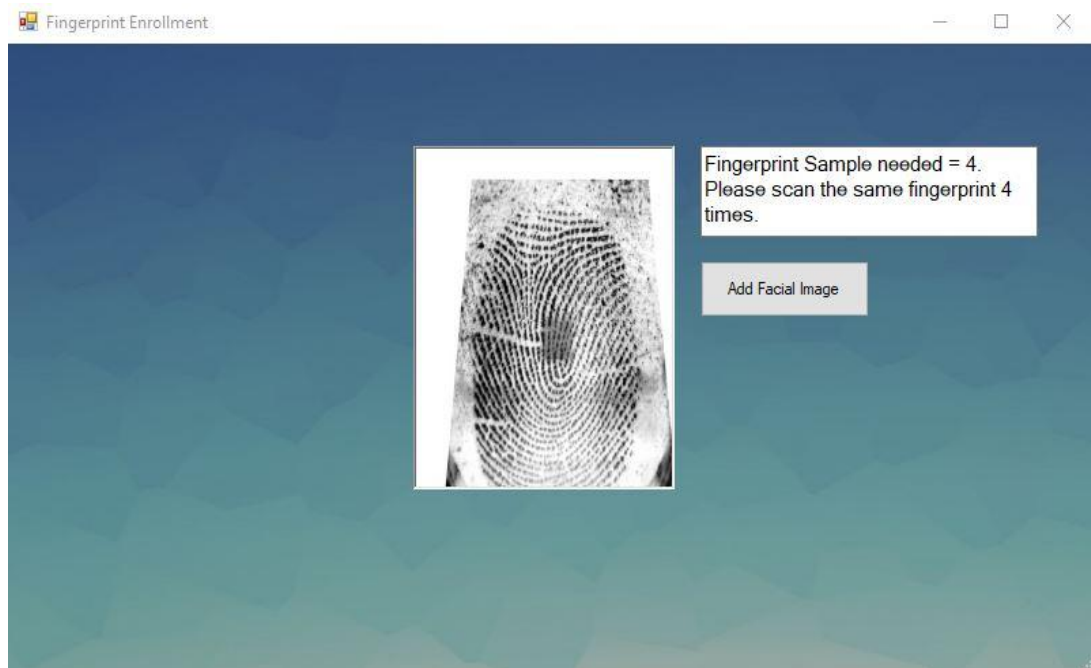 Fingerprint Enrollment
Fingerprint Sample needed = 4.
Please scan the same fingerprint 4
times.
Add Facial Image